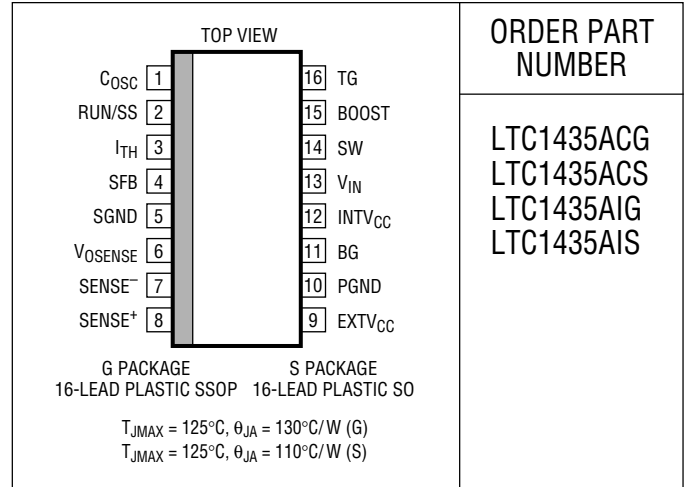 TOP VIEW
C_OSC 1
RUN/SS 2
I_TH 3
SFB 4
SGND 5
V_OSENSE 6
SENSE⁻ 7
SENSE⁺ 8
16 TG
15 BOOST
14 SW
13 V_IN
12 INTV_CC
11 BG
10 PGND
9 EXTV_CC
G PACKAGE
16-LEAD PLASTIC SSOP
S PACKAGE
16-LEAD PLASTIC SO
T_JMAX = 125°C, θ_JA = 130°C/W (G)
T_JMAX = 125°C, θ_JA = 110°C/W (S)
ORDER PART
NUMBER
LTC1435ACG
LTC1435ACS
LTC1435AIG
LTC1435AIS